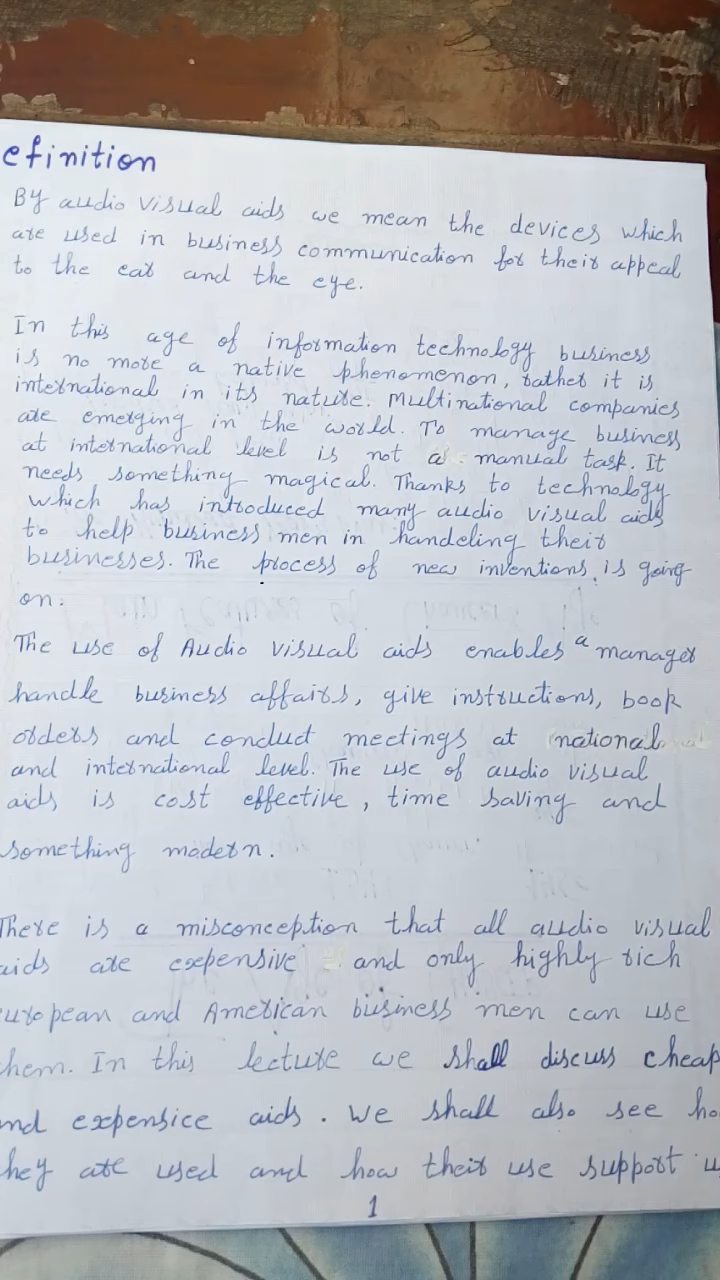 efinition
By audio visual aids we mean the devices which
are used in business communication for their appeal
to the ear and the eye.
In this age of information technology business
is no more a native phenomenon, rather it is
international in its nature. Multinational companies
are emerging in the world. To manage business
at international level is not a manual task. It
needs something magical. Thanks to technology
which has introduced many audio visual aids
to help business men in handeling their
businesses. The process of new inventions is going
on.
The use of Audio visual aids enables a manager
handle business affairs, give instructions, book
orders and conduct meetings at national
and international level. The use of audio visual
aids is cost effective, time saving and
something modern.
There is a misconception that all audio visual
aids are expensive and only highly rich
european and American business men can use
hem. In this lecture we shall discuss cheap
nd expensice aids. We shall also see ho
hey are used and how their use support u
1